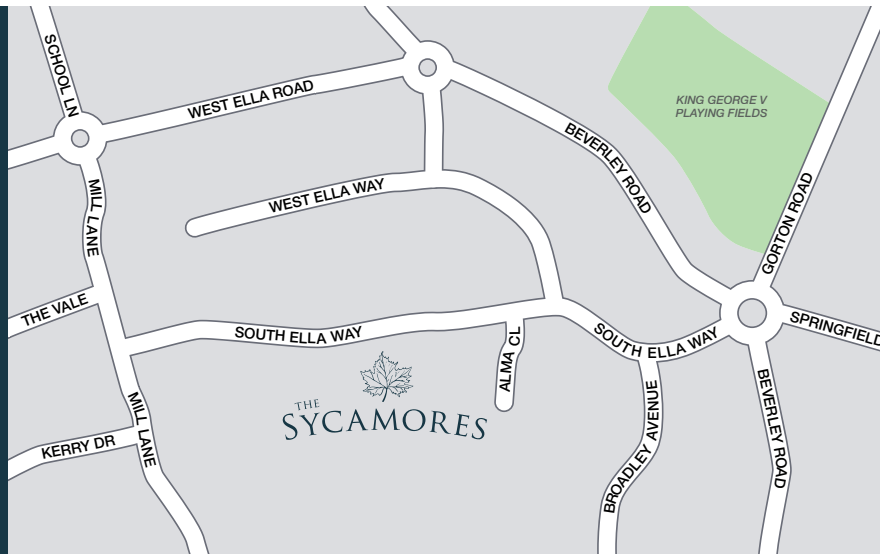 SCHOOL LN
WEST ELLA ROAD
KING GEORGE V
PLAYING FIELDS
BEVERLEY ROAD
MILL LANE
WEST ELLA WAY
GORTON ROAD
THE VALE
SOUTH ELLA WAY
ALMA CL
SOUTH ELLA WAY
SPRINGFIELD
THE
SYCAMORES
MILL LANE
KERRY DR
BROADLEY AVENUE
BEVERLEY ROAD